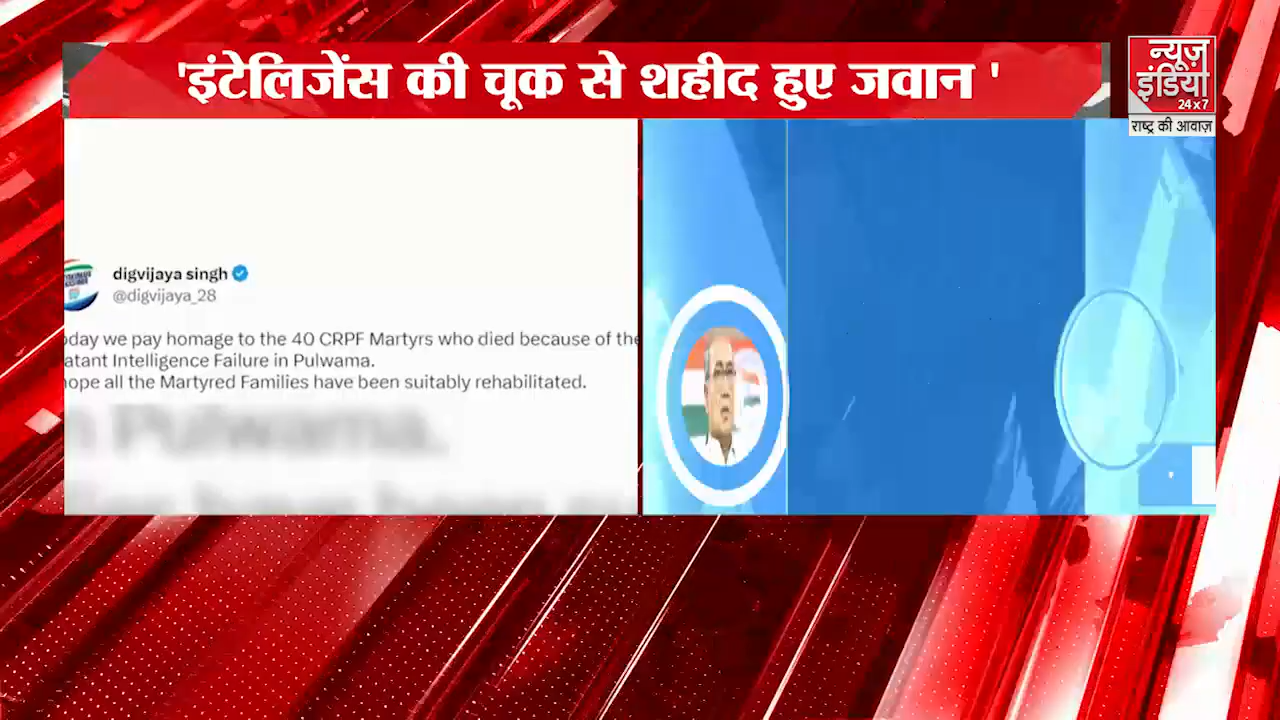 'इंटेलिजेंस की चूक से शहीद हुए जवान '
न्यूज़
इंडिया
24x7
राष्ट्र की आवाज़
digvijaya singh
@digvijaya_28
oday we pay homage to the 40 CRPF Martyrs who died because of the
atant Intelligence Failure in Pulwama.
hope all the Martyred Families have been suitably rehabilitated.
Pulwama.